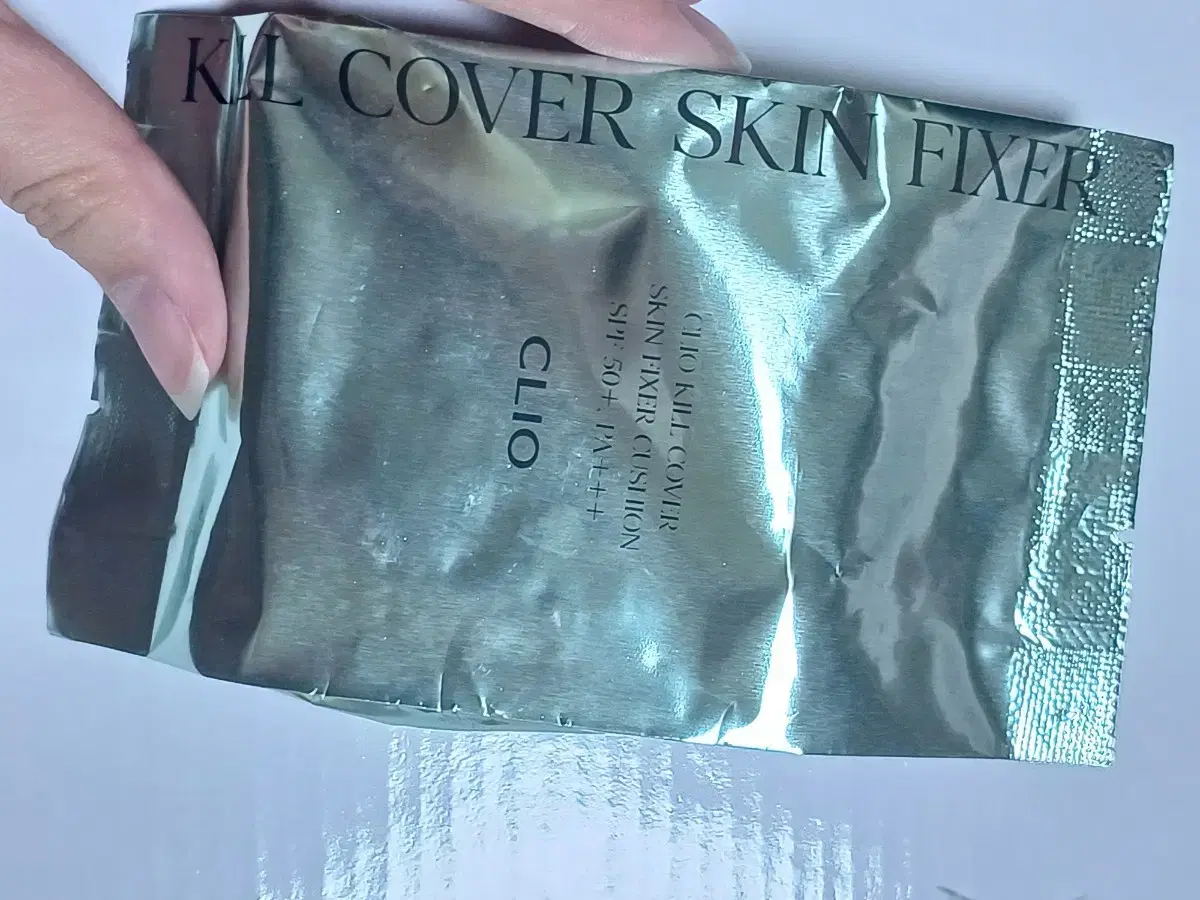 KILL COVER SKIN FIXER
CLIO KILL COVER
SKIN FIXER CUSHION
SPF 50+, PA++++
CLIO